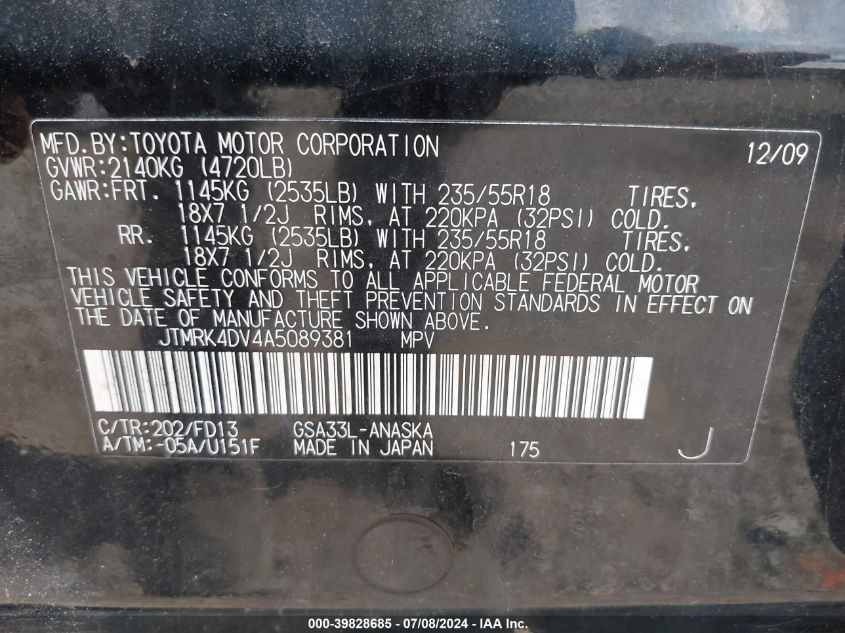 MFD.BY:TOYOTA MOTOR CORPORATION 12/09
GVWR:2140KG (4720LB)
GAWR:FRT. 1145KG (2535LB) WITH 235/55R18 TIRES,
18X7 1/2J RIMS, AT 220KPA (32PSI) COLD.
RR. 1145KG (2535LB) WITH 235/55R18 TIRES,
18X7 1/2J RIMS, AT 220KPA (32PSI) COLD.
THIS VEHICLE CONFORMS TO ALL APPLICABLE FEDERAL MOTOR
VEHICLE SAFETY AND THEFT PREVENTION STANDARDS IN EFFECT ON
THE DATE OF MANUFACTURE SHOWN ABOVE.
JTMRK4DV4A5089381 MPV
C/TR:202/FD13 GSA33L-ANASKA
A/TM:-05A/U151F MADE IN JAPAN 175 J
000-39828685 - 07/08/2024 - IAA Inc.